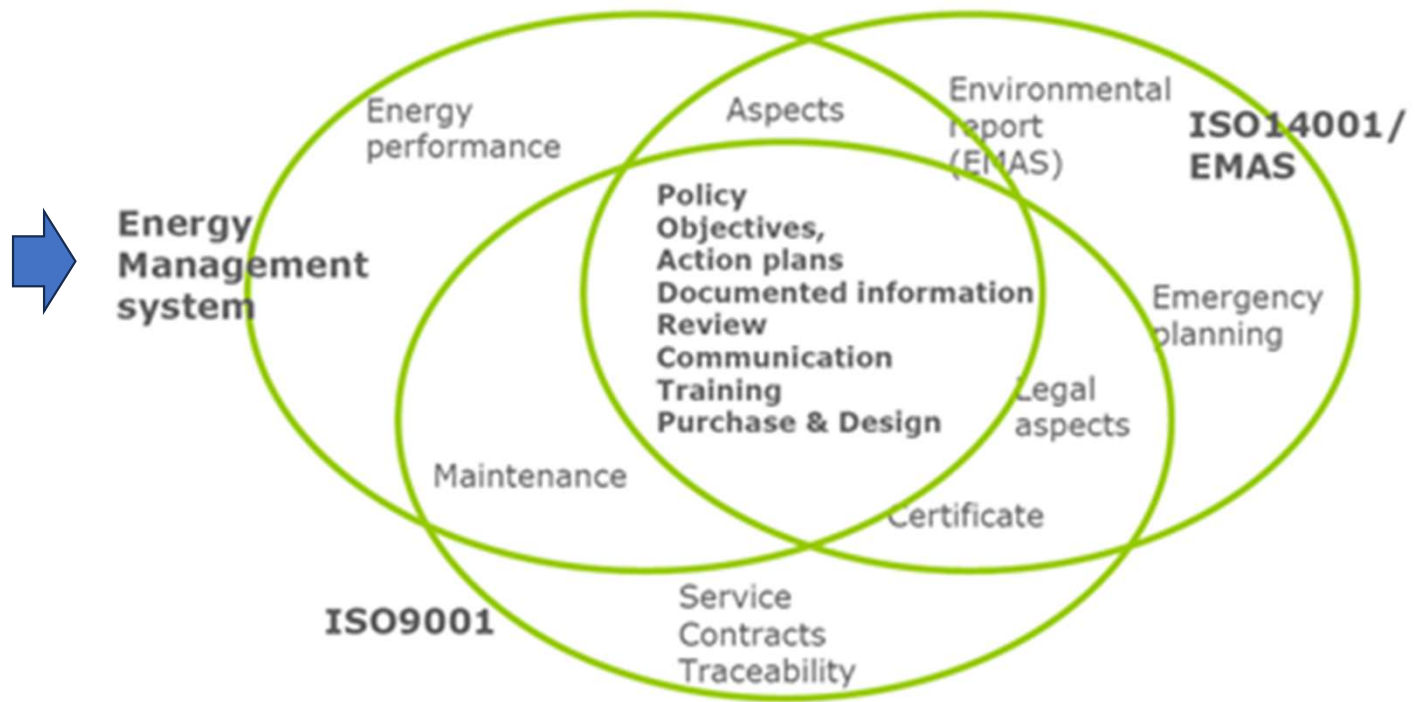 Energy
performance
Aspects
Environmental
report
(EMAS)
ISO14001/
EMAS
Energy
Management
system
Policy
Objectives,
Action plans
Documented information
Review
Communication
Training
Purchase & Design
Emergency
planning
Legal
aspects
Maintenance
Certificate
ISO9001
Service
Contracts
Traceability